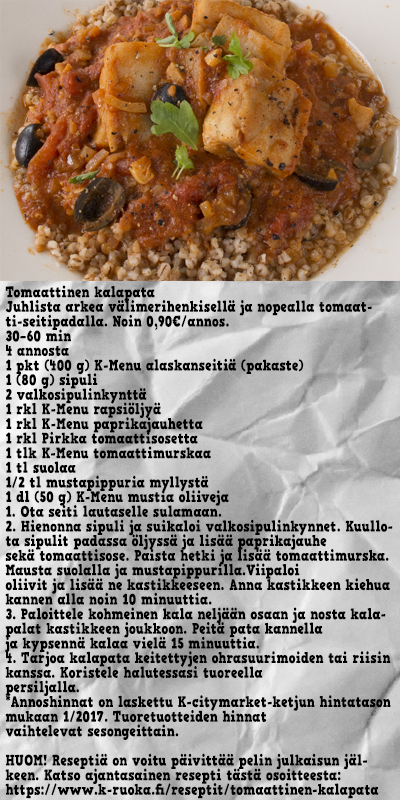 Tomaattinen kalapata
Juhlista arkea välimerihenkisellä ja nopealla tomaat-
ti-seitipadalla. Noin 0,90€/annos.
30-60 min
4 annosta
1 pkt (400 g) K-Menu alaskanseitiä (pakaste)
1 (80 g) sipuli
2 valkosipulinkynttä
1 rkl K-Menu rapsiöljyä
1 rkl K-Menu paprikajauhetta
1 rkl Pirkka tomaattisosetta
1 tlk K-Menu tomaattimurskaa
1 tl suolaa
1/2 tl mustapippuria myllystä
1 dl (50 g) K-Menu mustia oliiveja
1. Ota seiti lautaselle sulamaan.
2. Hienonna sipuli ja suikaloi valkosipulinkynnet. Kuullo-
ta sipulit padassa öljyssä ja lisää paprikajauhe
sekä tomaattisose. Paista hetki ja lisää tomaattimurska.
Mausta suolalla ja mustapippurilla.Viipaloi
oliivit ja lisää ne kastikkeeseen. Anna kastikkeen kiehua
kannen alla noin 10 minuuttia.
3. Paloittele kohmeinen kala neljään osaan ja nosta kala-
palat kastikkeen joukkoon. Peitä pata kannella
ja kypsennä kalaa vielä 15 minuuttia.
4. Tarjoa kalapata keitettyjen ohrasuurimoiden tai riisin
kanssa. Koristele halutessasi tuoreella
persiljalla.
*Annoshinnat on laskettu K-citymarket-ketjun hintatason
mukaan 1/2017. Tuoretuotteiden hinnat
vaihtelevat sesongeittain.
HUOM! Reseptiä on voitu päivittää pelin julkaisun jäl-
keen. Katso ajantasainen resepti tästä osoitteesta:
https://www.k-ruoka.fi/reseptit/tomaattinen-kalapata